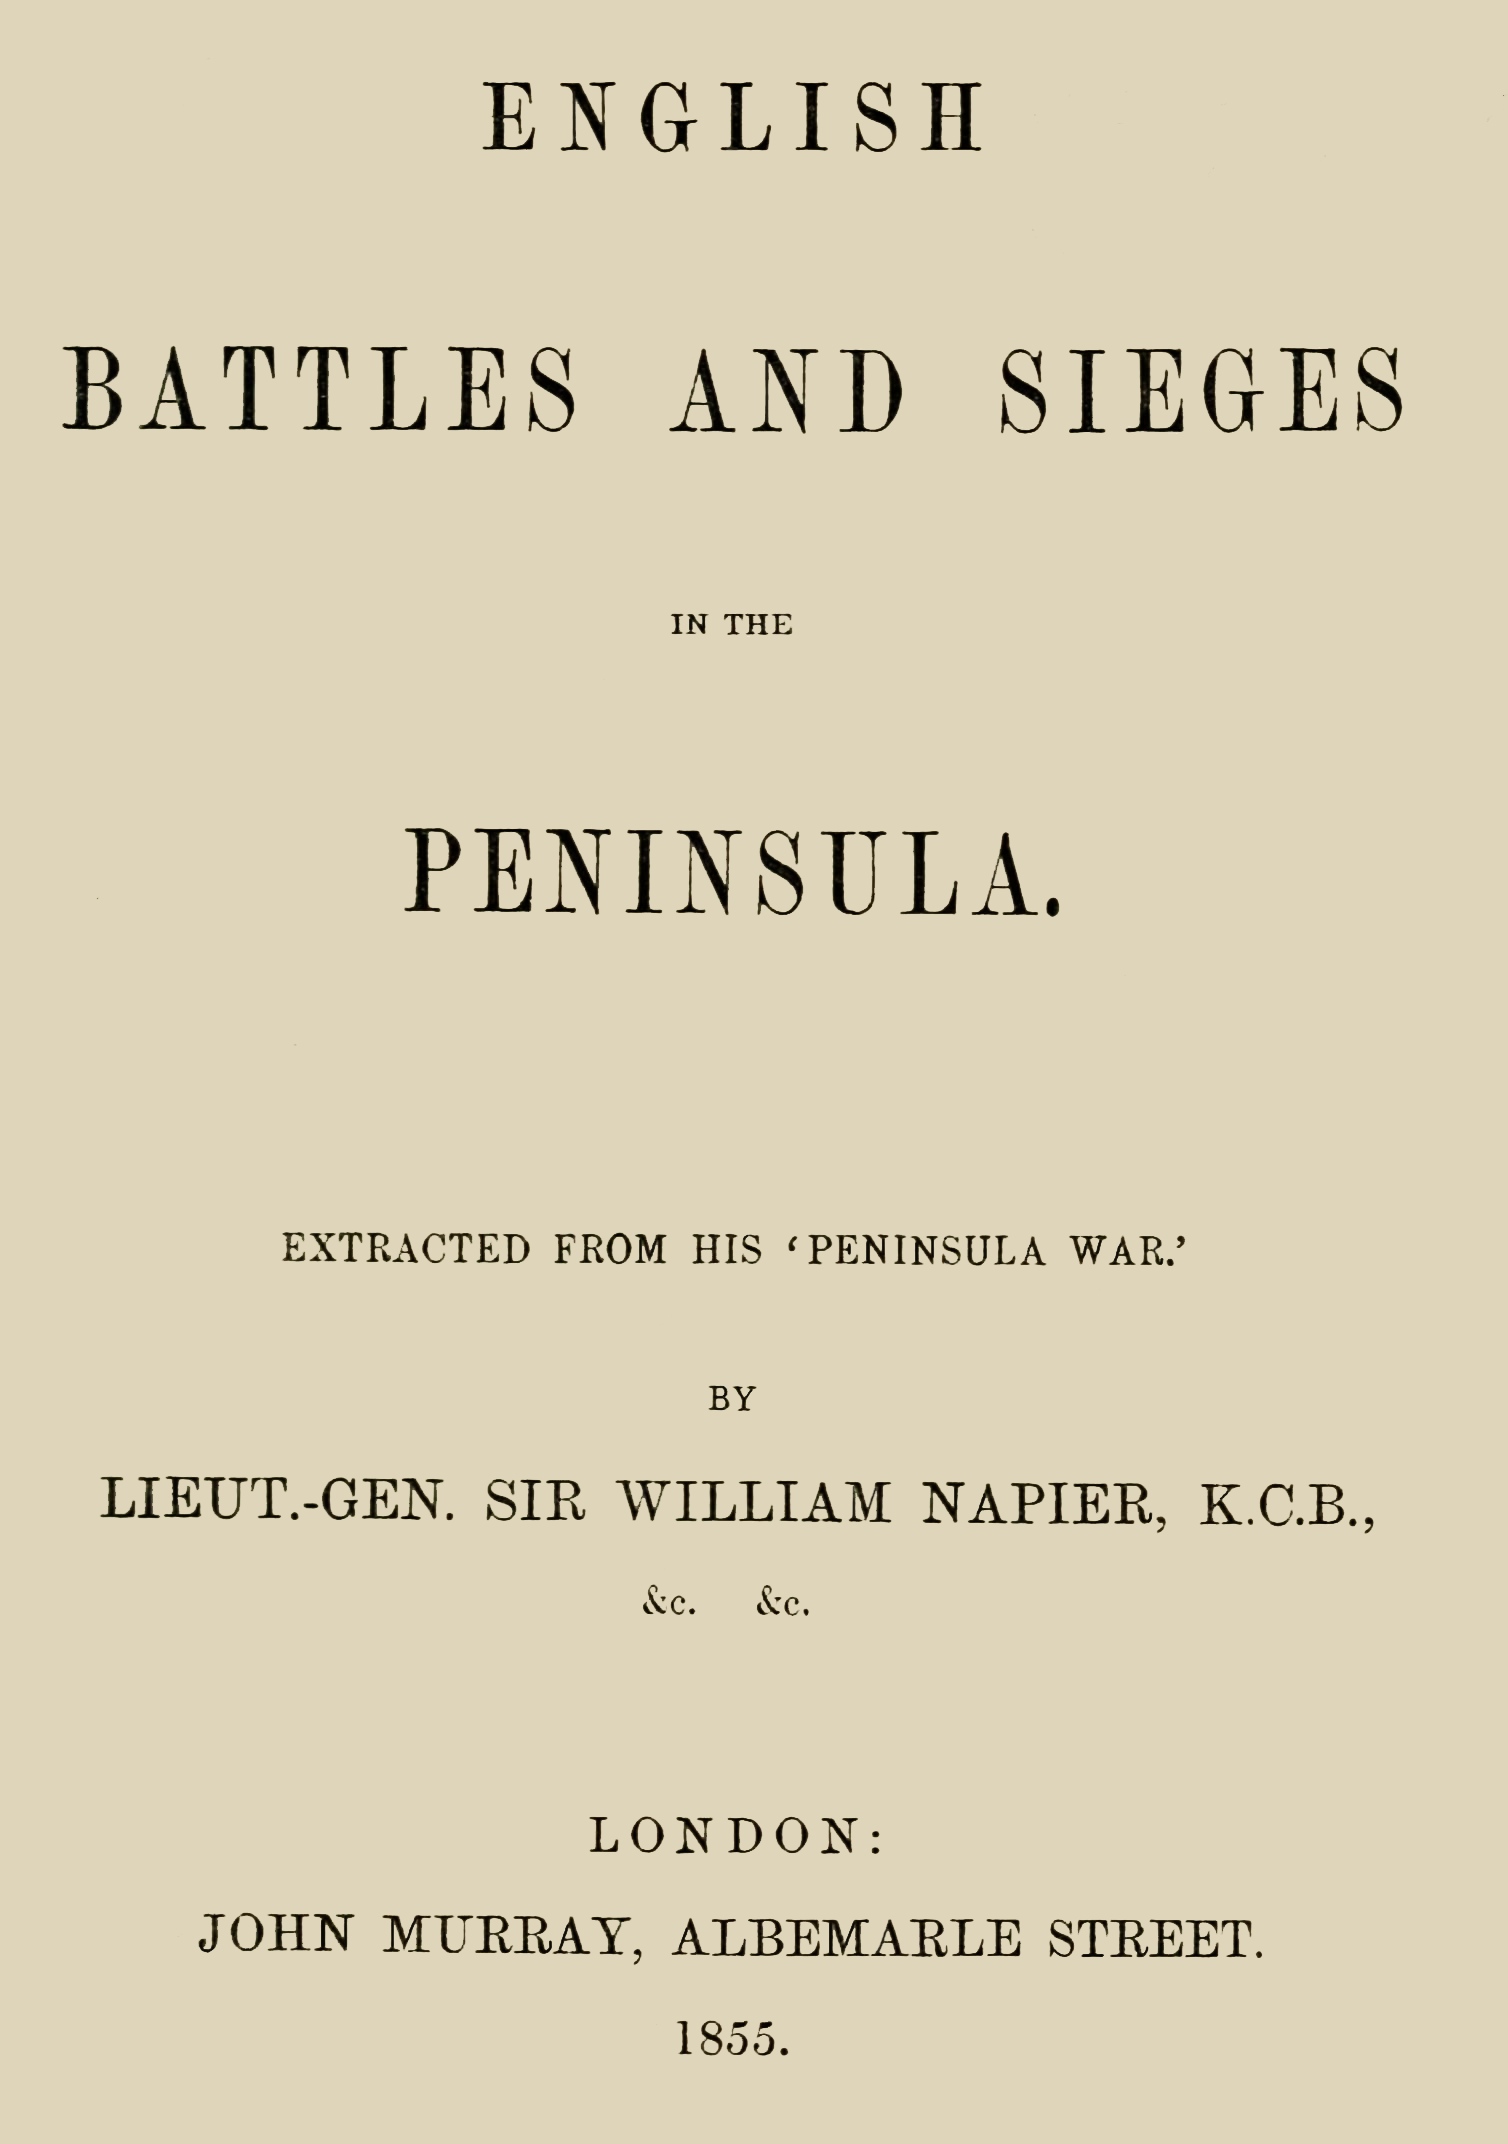 ENGLISH
BATTLES AND SIEGES
IN THE
PENINSULA.
EXTRACTED FROM HIS ‘PENINSULA WAR.’
BY
LIEUT.-GEN. SIR WILLIAM NAPIER, K.C.B.,
&c. &c.
LONDON:
JOHN MURRAY, ALBEMARLE STREET.
1855.